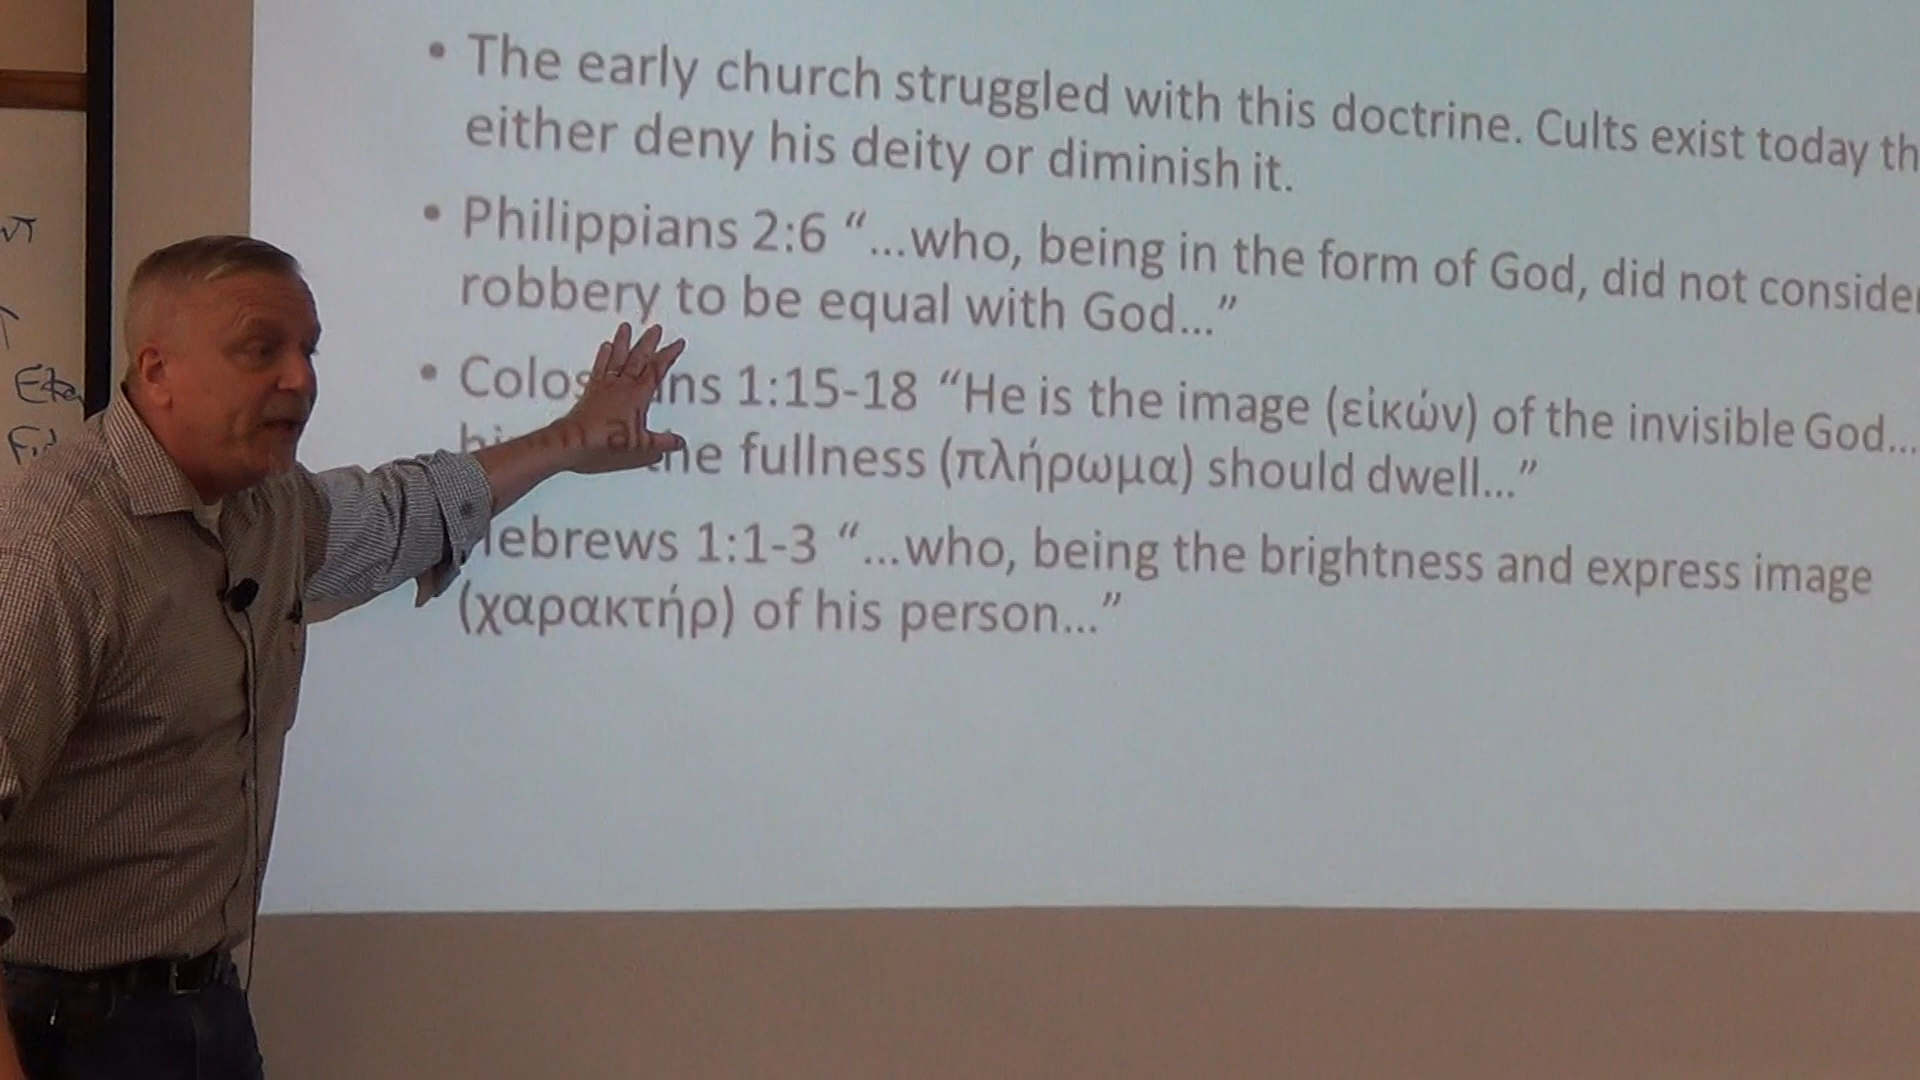 • The early church struggled with this doctrine. Cults exist today
either deny his deity or diminish it.
• Philippians 2:6 “...who, being in the form of God, did not
robbery to be equal with God...”
• 1:15-18 “He is the image (εἰκών) of the invisible God...
fullness (πλήρωμα) should dwell...”
1:1-3 “...who, being the brightness and express image
(χαρακτήρ) of his person...”